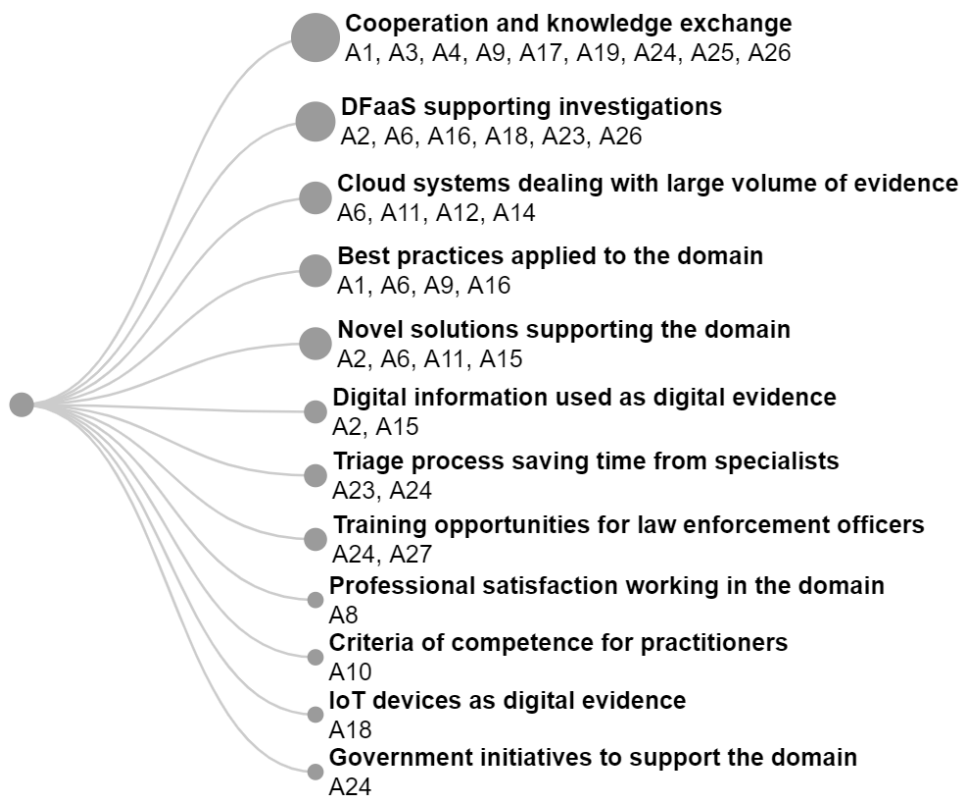 Cooperation and knowledge exchange
A1, A3, A4, A9, A17, A19, A24, A25, A26
DFaaS supporting investigations
A2, A6, A16, A18, A23, A26
Cloud systems dealing with large volume of evidence
A6, A11, A12, A14
Best practices applied to the domain
A1, A6, A9, A16
Novel solutions supporting the domain
A2, A6, A11, A15
Digital information used as digital evidence
A2, A15
Triage process saving time from specialists
A23, A24
Training opportunities for law enforcement officers
A24, A27
Professional satisfaction working in the domain
A8
Criteria of competence for practitioners
A10
IoT devices as digital evidence
A18
Government initiatives to support the domain
A24